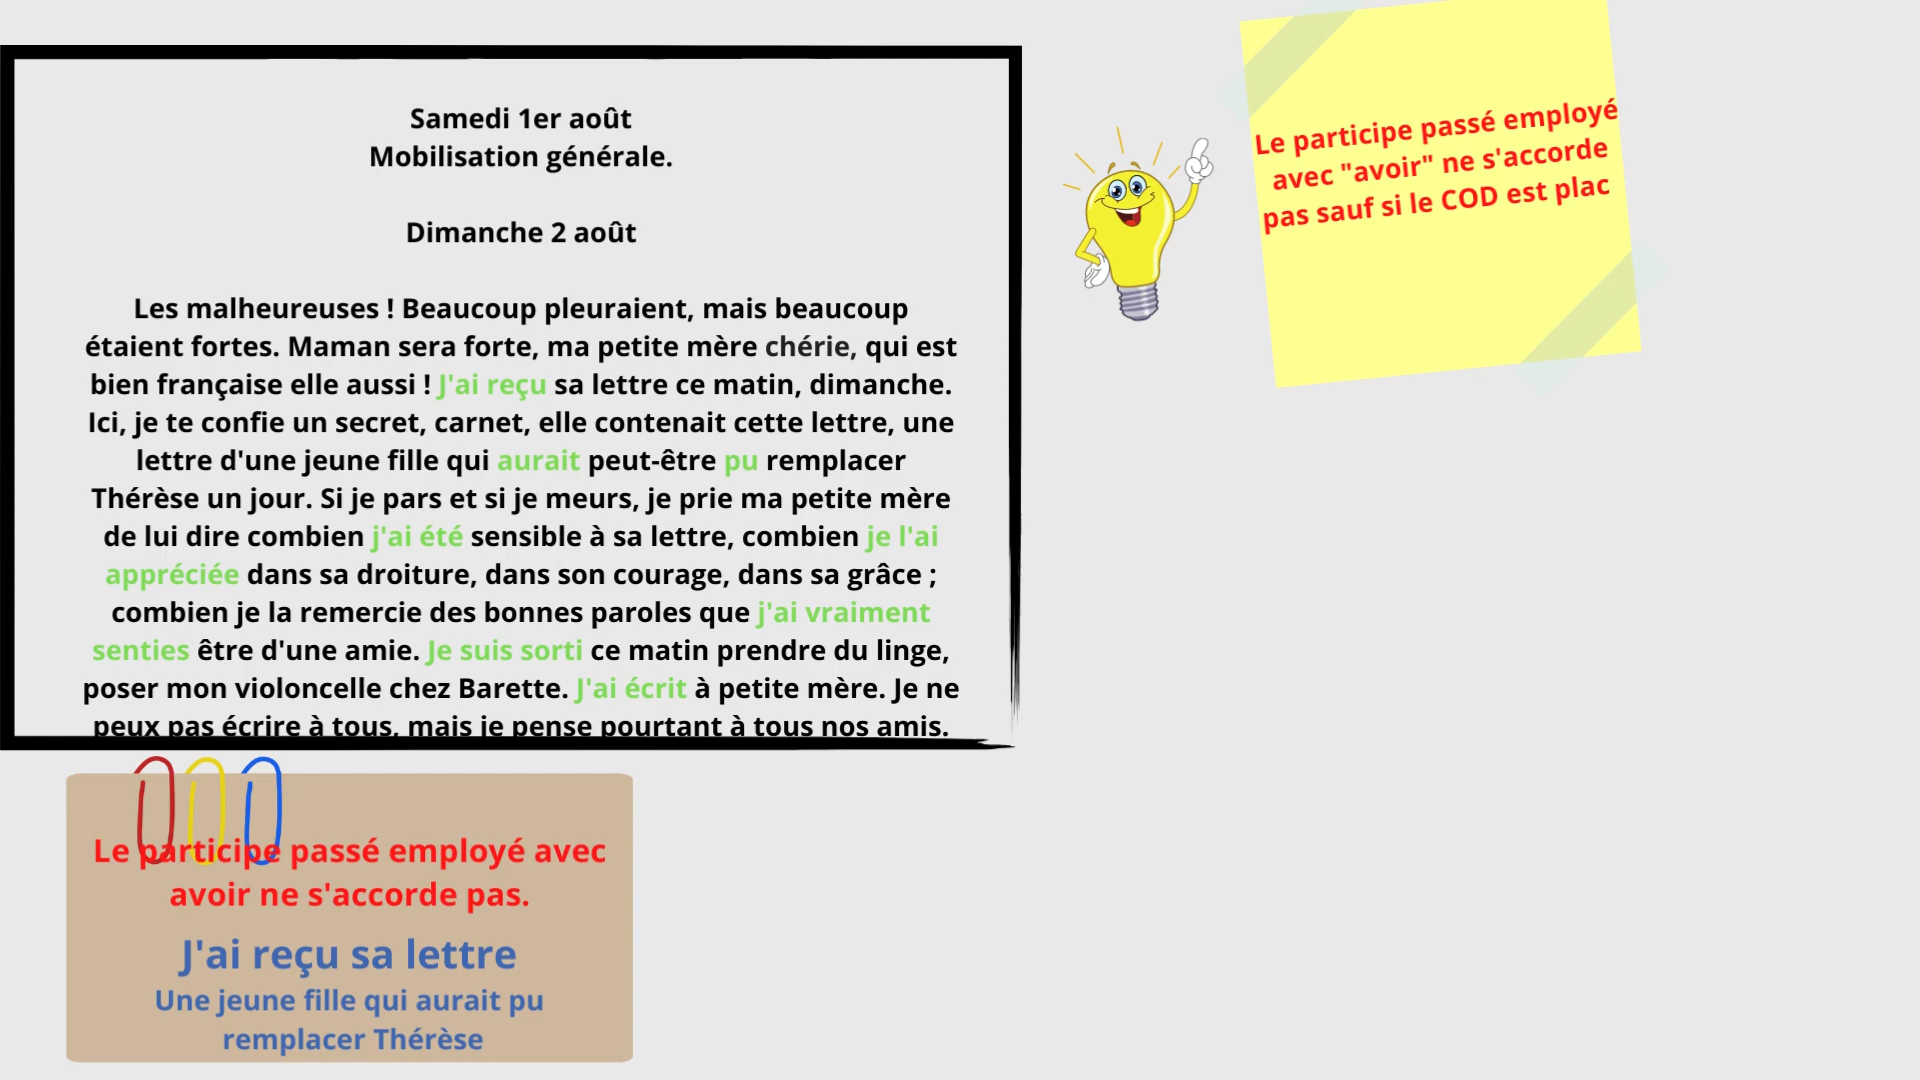 Samedi 1er août
Mobilisation générale.
Dimanche 2 août
Les malheureuses ! Beaucoup pleuraient, mais beaucoup
étaient fortes. Maman sera forte, ma petite mère chérie, qui est
bien française elle aussi ! J'ai reçu sa lettre ce matin, dimanche.
Ici, je te confie un secret, carnet, elle contenait cette lettre, une
lettre d'une jeune fille qui aurait peut-être pu remplacer
Thérèse un jour. Si je pars et si je meurs, je prie ma petite mère
de lui dire combien j'ai été sensible à sa lettre, combien je l'ai
appréciée dans sa droiture, dans son courage, dans sa grâce ;
combien je la remercie des bonnes paroles que j'ai vraiment
senties être d'une amie. Je suis sorti ce matin prendre du linge,
poser mon violoncelle chez Barette. J'ai écrit à petite mère. Je ne
peux pas écrire à tous, mais je pense pourtant à tous nos amis.
Le participe passé employé
avec "avoir" ne s'accorde
pas sauf si le COD est plac
Le participe passé employé avec
avoir ne s'accorde pas.
J'ai reçu sa lettre
Une jeune fille qui aurait pu
remplacer Thérèse